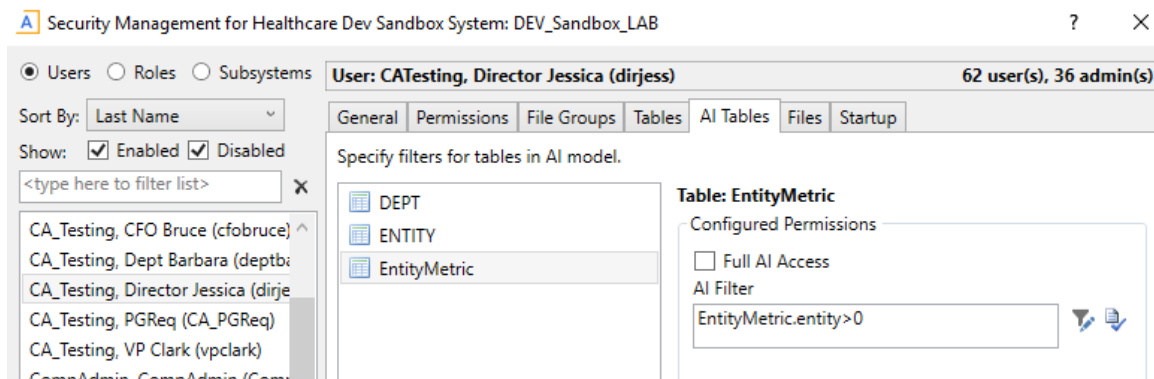 A Security Management for Healthcare Dev Sandbox System: DEV_Sandbox_LAB ?
Users Roles Subsystems
User: CATesting, Director Jessica (dirjess) 62 user(s), 36 admin(s)
Sort By: Last Name
General Permissions File Groups Tables AI Tables Files Startup
Show: Enabled Disabled
Specify filters for tables in AI model.
<type here to filter list>
DEPT
ENTITY
EntityMetric
Table: EntityMetric
Configured Permissions
Full AI Access
AI Filter
EntityMetric.entity>0
CA_Testing, CFO Bruce (cfobruce)
CA_Testing, Dept Barbara (deptba
CA_Testing, Director Jessica (dirje
CA_Testing, PGReq (CA_PGReq)
CA_Testing, VP Clark (vpclark)